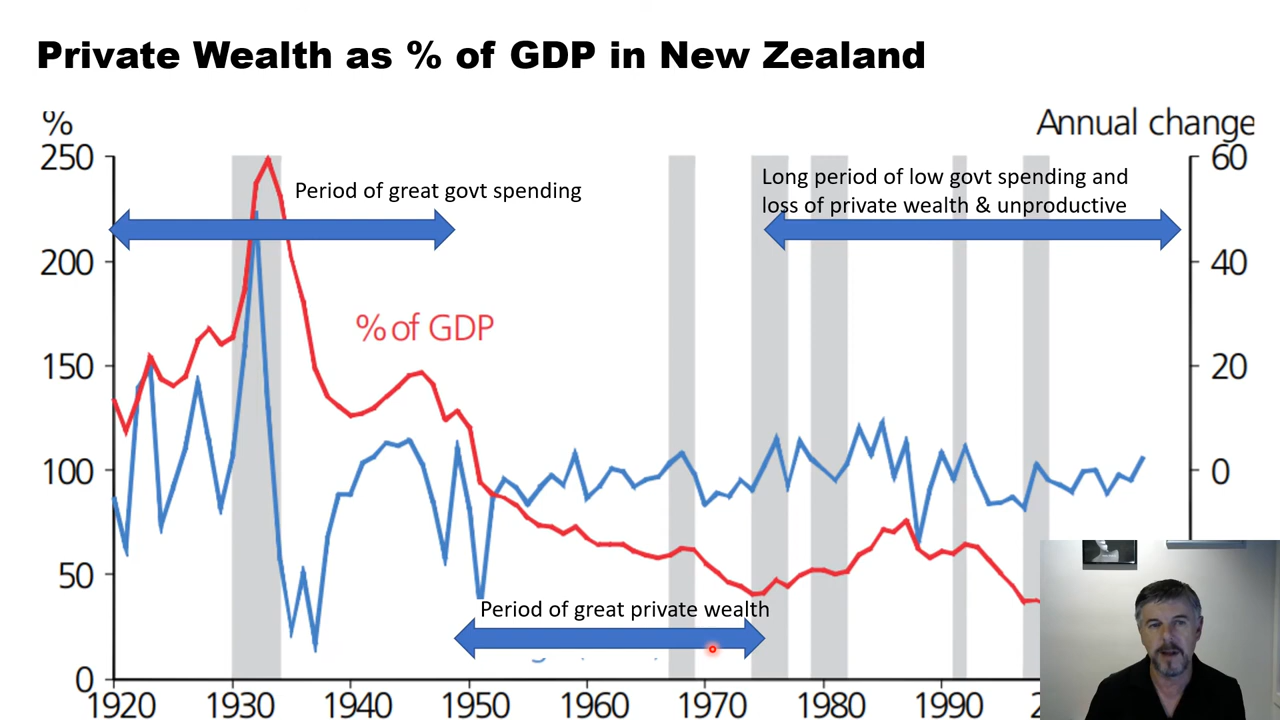 Private Wealth as % of GDP in New Zealand
%
Annual change
250
60
Period of great govt spending
Long period of low govt spending and
loss of private wealth & unproductive
200
40
% of GDP
150
20
100
0
50
Period of great private wealth
0
1920 1930 1940 1950 1960 1970 1980 1990